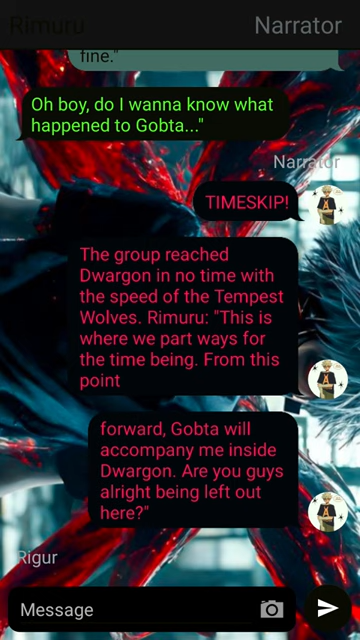 Rimuru
Narrator
fine."
Oh boy, do I wanna know what
happened to Gobta..."
Narrator
TIMESKIP!
The group reached
Dwargon in no time with
the speed of the Tempest
Wolves. Rimuru: "This is
where we part ways for
the time being. From this
point
forward, Gobta will
accompany me inside
Dwargon. Are you guys
alright being left out
here?"
Rigur
Message